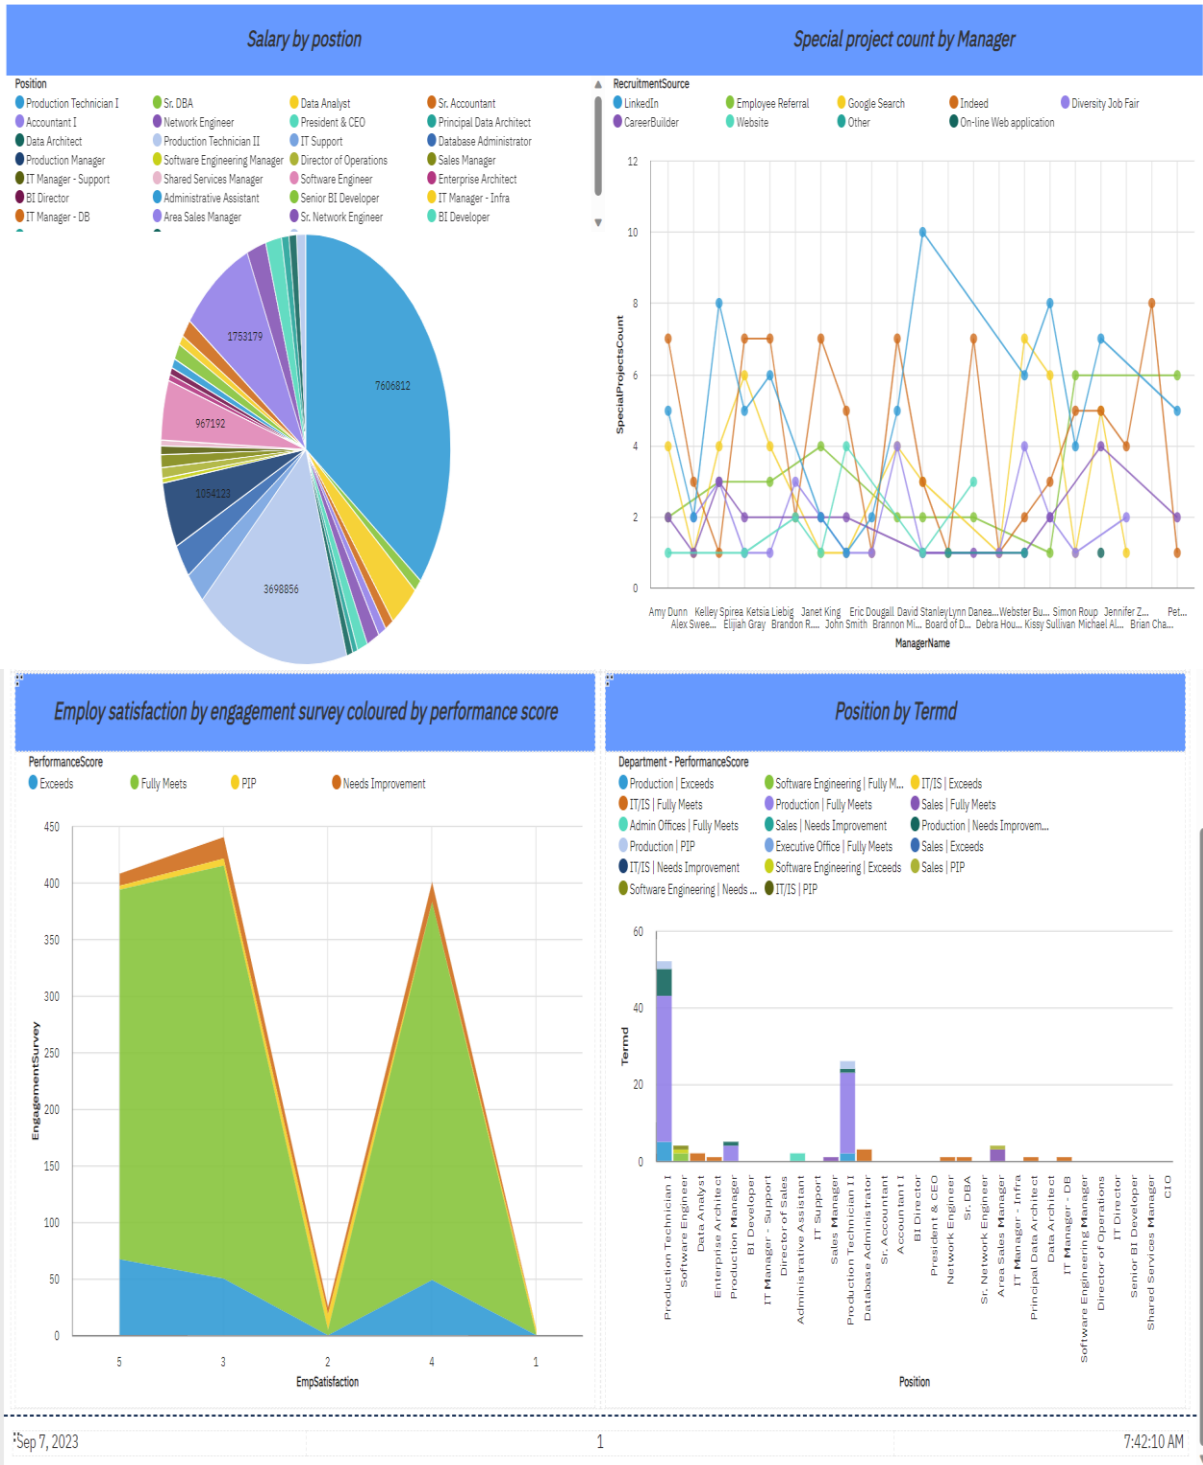 Salary by postion
Special project count by Manager
Position
Production Technician I
Sr. DBA
Data Analyst
Sr. Accountant
Accountant I
Network Engineer
President & CEO
Principal Data Architect
Data Architect
Production Technician II
IT Support
Database Administrator
Production Manager
Software Engineering Manager
Director of Operations
Sales Manager
IT Manager - Support
Shared Services Manager
Software Engineer
Enterprise Architect
BI Director
Administrative Assistant
Senior BI Developer
IT Manager - Infra
IT Manager - DB
Area Sales Manager
Sr. Network Engineer
BI Developer
7606812
1753179
967192
1054123
3698856
RecruitmentSource
LinkedIn
Employee Referral
Google Search
Indeed
Diversity Job Fair
CareerBuilder
Website
Other
On-line Web application
SpecialProjectsCount
12
10
8
6
4
2
0
Amy Dunn
Kelley Spirea
Ketsia Liebig
Janet King
Eric Dougall
David Stanley
Lynn Danea...
Webster Bu...
Simon Roup
Jennifer Z...
Pet...
Alex Swee...
Elijiah Gray
Brandon R....
John Smith
Brannon Mi...
Board of D...
Debra Hou...
Kissy Sullivan
Michael Al...
Brian Cha...
ManagerName
Employ satisfaction by engagement survey coloured by performance score
PerformanceScore
Exceeds
Fully Meets
PIP
Needs Improvement
EngagementSurvey
450
400
350
300
250
200
150
100
50
0
5
3
2
4
1
EmpSatisfaction
Position by Termd
Department - PerformanceScore
Production | Exceeds
Software Engineering | Fully M...
IT/IS | Exceeds
IT/IS | Fully Meets
Production | Fully Meets
Sales | Fully Meets
Admin Offices | Fully Meets
Sales | Needs Improvement
Production | Needs Improvem...
Production | PIP
Executive Office | Fully Meets
Sales | Exceeds
IT/IS | Needs Improvement
Software Engineering | Exceeds
Sales | PIP
Software Engineering | Needs ...
IT/IS | PIP
Termd
60
40
20
0
Production Technician I
Software Engineer
Data Analyst
Enterprise Architect
Production Manager
BI Developer
IT Manager - Support
Director of Sales
Administrative Assistant
IT Support
Sales Manager
Production Technician II
Database Administrator
Sr. Accountant
Accountant I
BI Director
President & CEO
Network Engineer
Sr. DBA
Sr. Network Engineer
Area Sales Manager
IT Manager - Infra
Principal Data Architect
Data Architect
IT Manager - DB
Software Engineering Manager
Director of Operations
IT Director
Senior BI Developer
Shared Services Manager
CIO
Position
Sep 7, 2023
1
7:42:10 AM